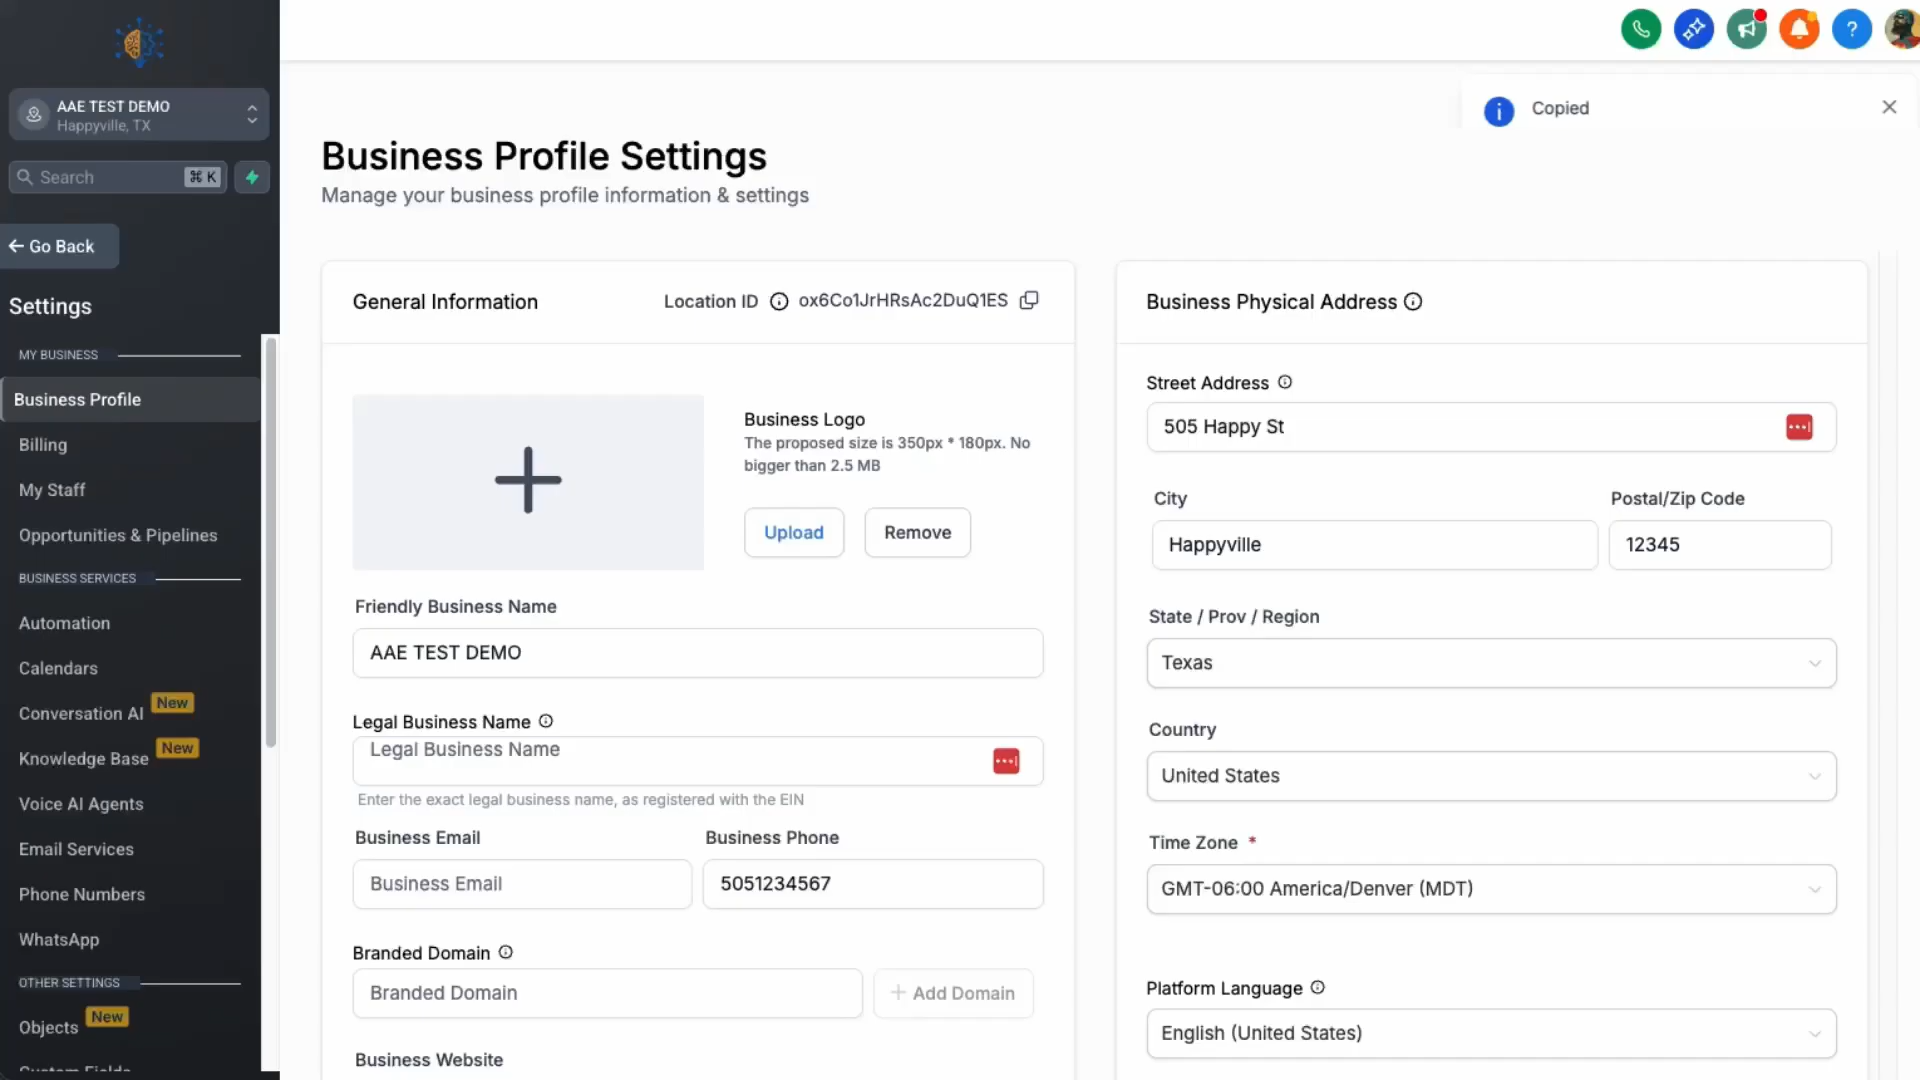 AAE TEST DEMO
Happyville, TX
Search
⌘ K
Go Back
Settings
MY BUSINESS
Business Profile
Billing
My Staff
Opportunities & Pipelines
BUSINESS SERVICES
Automation
Calendars
Conversation AI New
Knowledge Base New
Voice AI Agents
Email Services
Phone Numbers
WhatsApp
OTHER SETTINGS
Objects New
Custom Fields
Copied
Business Profile Settings
Manage your business profile information & settings
General Information
Location ID ox6Co1JrHRsAc2DuQ1ES
Business Logo
The proposed size is 350px * 180px. No
bigger than 2.5 MB
Upload
Remove
Friendly Business Name
AAE TEST DEMO
Legal Business Name
Legal Business Name
Enter the exact legal business name, as registered with the EIN
Business Email
Business Phone
Business Email
5051234567
Branded Domain
Branded Domain
+ Add Domain
Business Website
Business Physical Address
Street Address
505 Happy St
City
Postal/Zip Code
Happyville
12345
State / Prov / Region
Texas
Country
United States
Time Zone *
GMT-06:00 America/Denver (MDT)
Platform Language
English (United States)